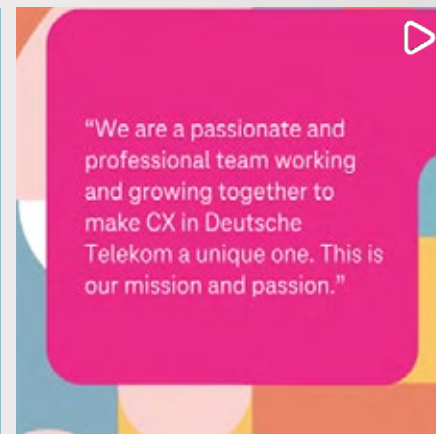 “We are a passionate and
professional team working
and growing together to
make CX in Deutsche
Telekom a unique one. This is
our mission and passion.”